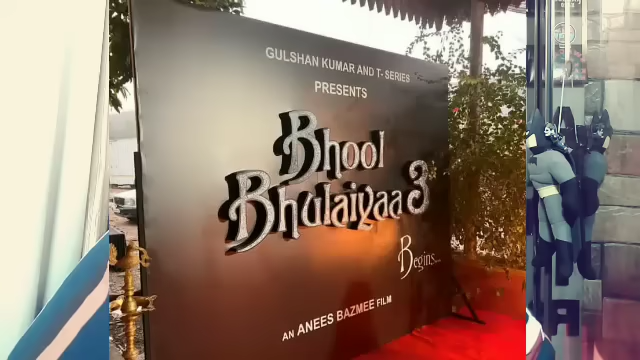 GULSHAN KUMAR AND T- SERIES
PRESENTS
Bhool
Bhulaiyaa 3
Begins...
AN ANEES BAZMEE FILM